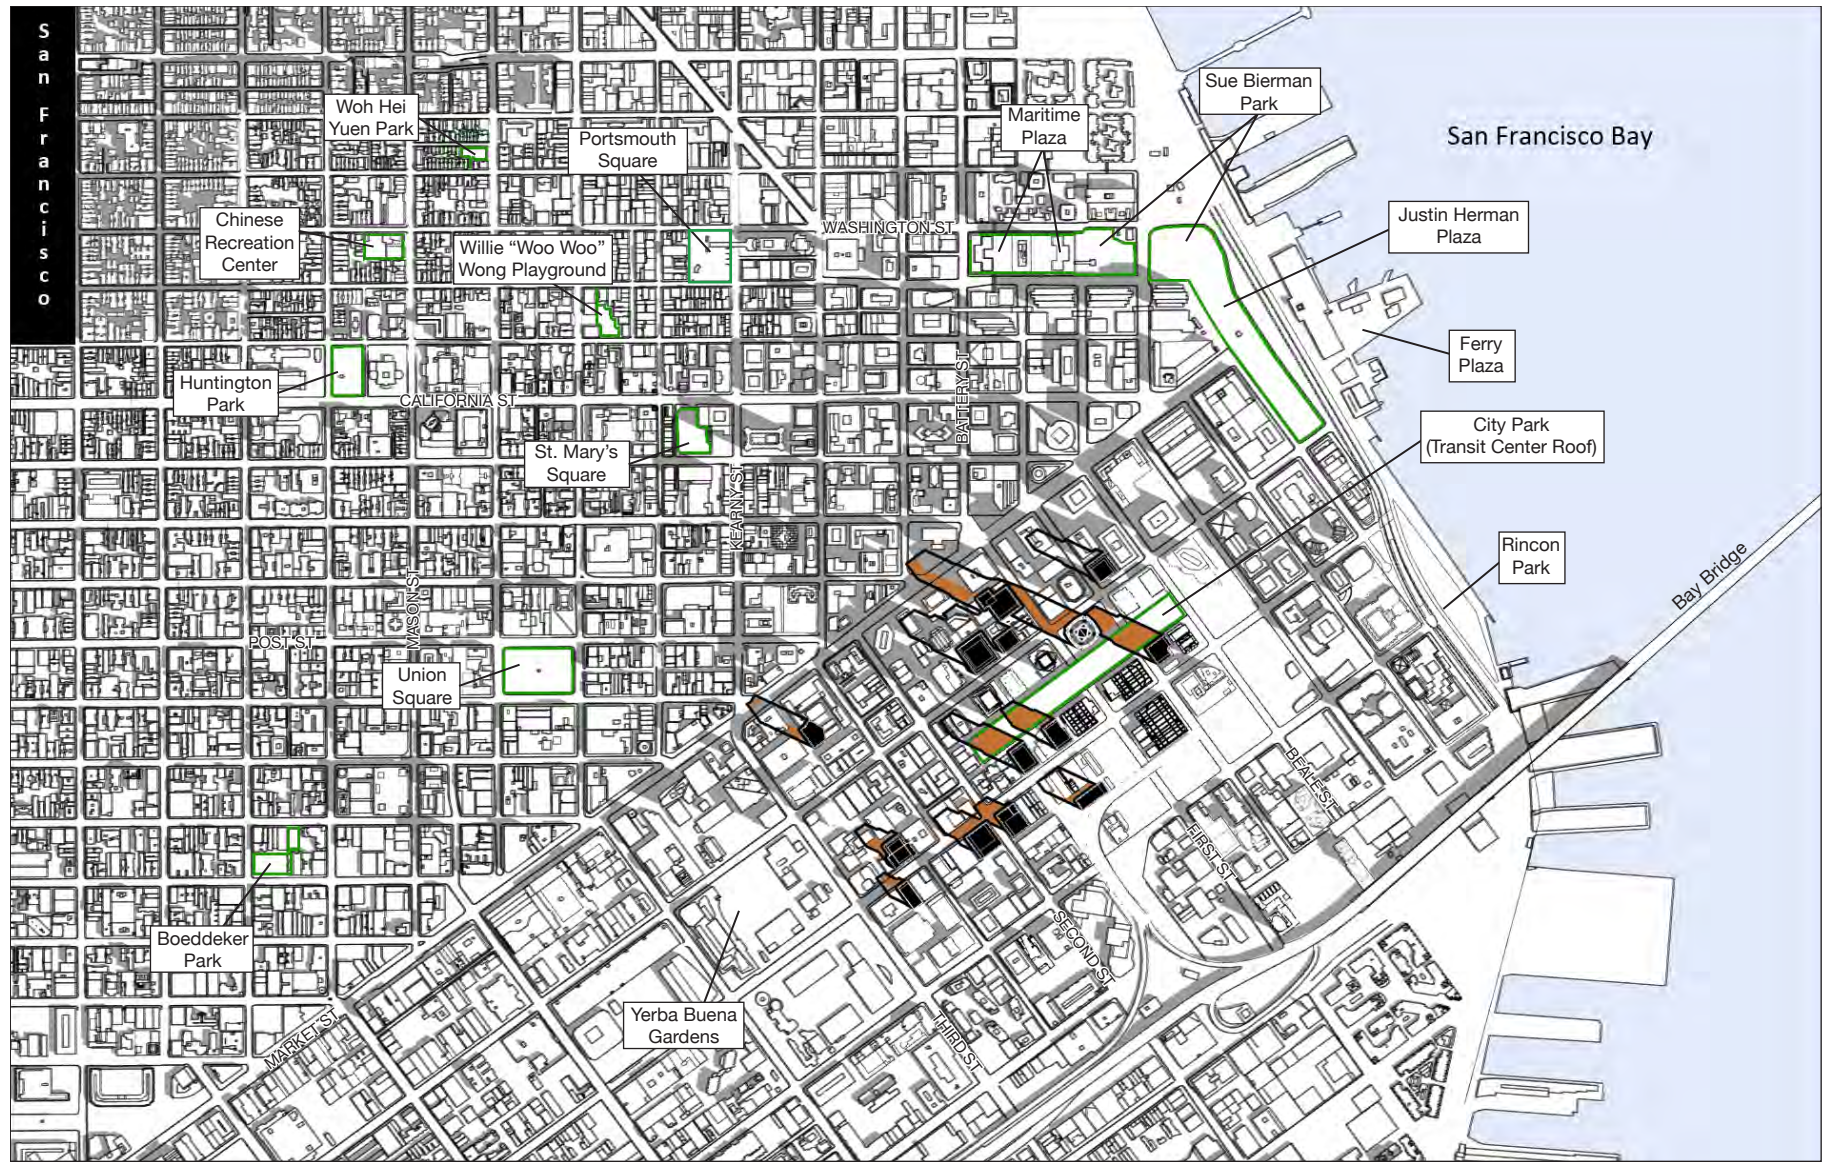 San Francisco
Woh Hei
Yuen Park
Portsmouth
Square
Maritime
Plaza
Sue Bierman
Park
San Francisco Bay
Chinese
Recreation
Center
Willie “Woo Woo”
Wong Playground
WASHINGTON ST
Justin Herman
Plaza
Ferry
Plaza
Huntington
Park
CALIFORNIA ST
BATTERY ST
St. Mary’s
Square
KEARNY ST
City Park
(Transit Center Roof)
Rincon
Park
Bay Bridge
MASON ST
POST ST
Union
Square
BEALE ST
FIRST ST
Boeddeker
Park
SECOND ST
Yerba Buena
Gardens
THIRD ST
MARKET ST